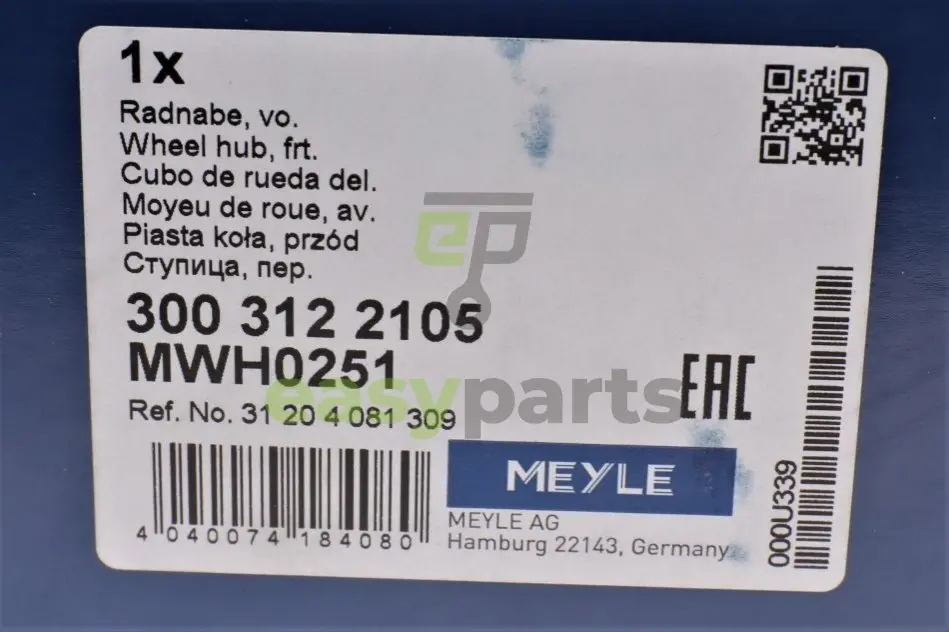 1x
Radnabe, vo.
Wheel hub, frt.
Cubo de rueda del.
Moyeu de roue, av.
Piasta koła, przód
Ступица, пер.
300 312 2105
MWH0251
Ref. No. 31 20 4 081 309
4 040074 184080
MEYLE
MEYLE AG
Hamburg 22143, Germany
EAC
000U339
ep
easyparts